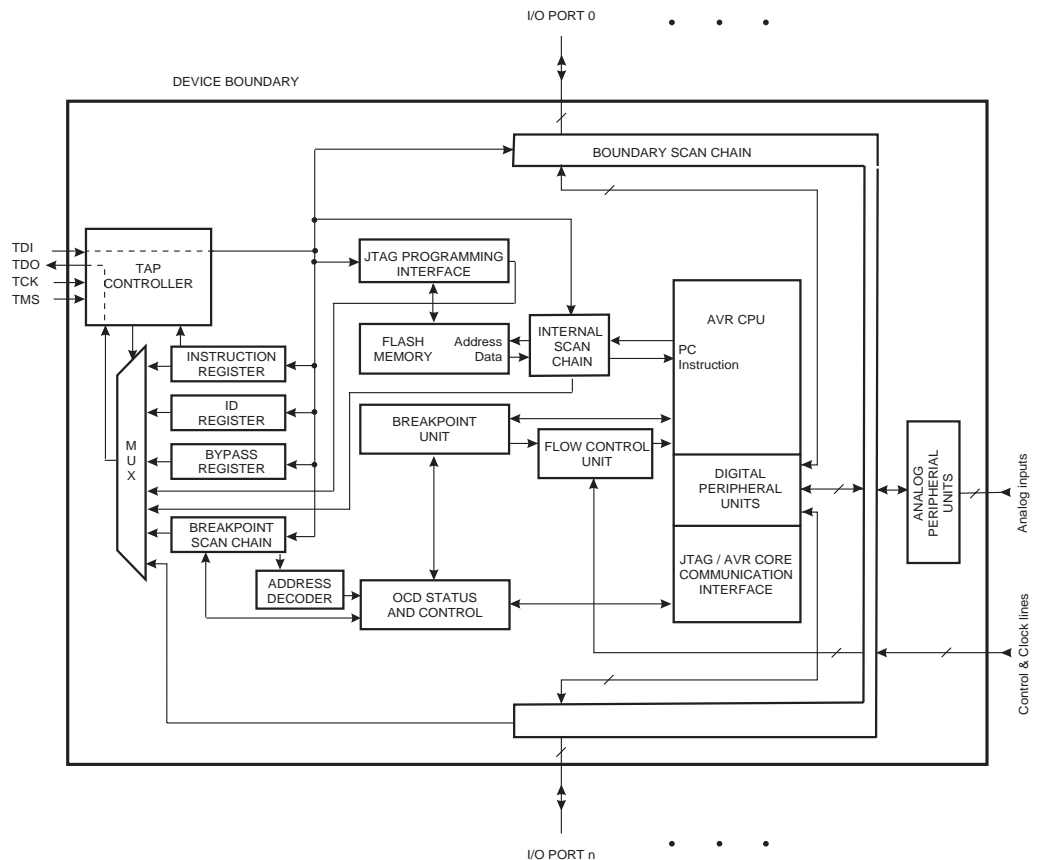 I/O PORT 0
DEVICE BOUNDARY
BOUNDARY SCAN CHAIN
TDI
TDO
TCK
TMS
TAP
CONTROLLER
JTAG PROGRAMMING
INTERFACE
FLASH
MEMORY
Address
Data
INTERNAL
SCAN
CHAIN
AVR CPU
PC
Instruction
INSTRUCTION
REGISTER
ID
REGISTER
BYPASS
REGISTER
M
U
X
BREAKPOINT
UNIT
FLOW CONTROL
UNIT
DIGITAL
PERIPHERAL
UNITS
ANALOG
PERIPHERIAL
UNITS
Analog inputs
BREAKPOINT
SCAN CHAIN
ADDRESS
DECODER
OCD STATUS
AND CONTROL
JTAG / AVR CORE
COMMUNICATION
INTERFACE
Control & Clock lines
I/O PORT n